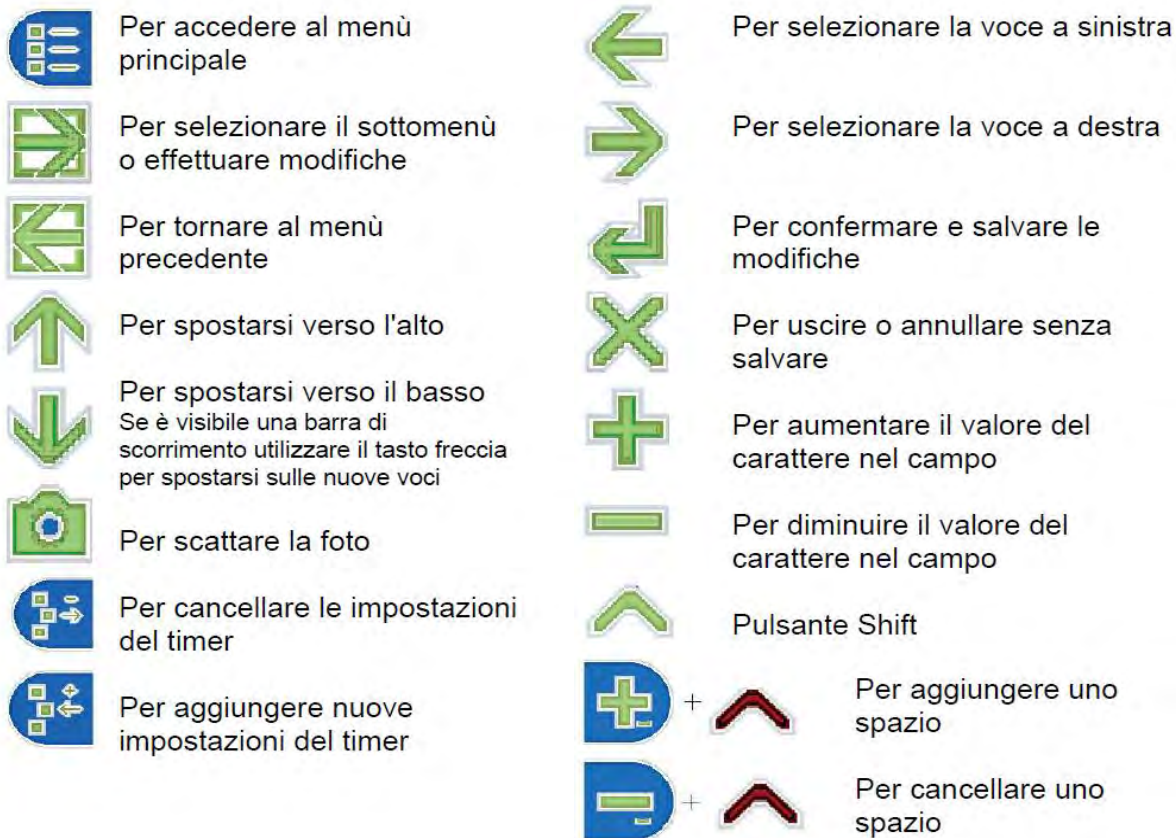 Per accedere al menù
principale
Per selezionare il sottomenù
o effettuare modifiche
Per tornare al menù
precedente
Per spostarsi verso l'alto
Per spostarsi verso il basso
Se è visibile una barra di
scorrimento utilizzare il tasto freccia
per spostarsi sulle nuove voci
Per scattare la foto
Per cancellare le impostazioni
del timer
Per aggiungere nuove
impostazioni del timer
Per selezionare la voce a sinistra
Per selezionare la voce a destra
Per confermare e salvare le
modifiche
Per uscire o annullare senza
salvare
Per aumentare il valore del
carattere nel campo
Per diminuire il valore del
carattere nel campo
Pulsante Shift
+ Per aggiungere uno
spazio
+ Per cancellare uno
spazio